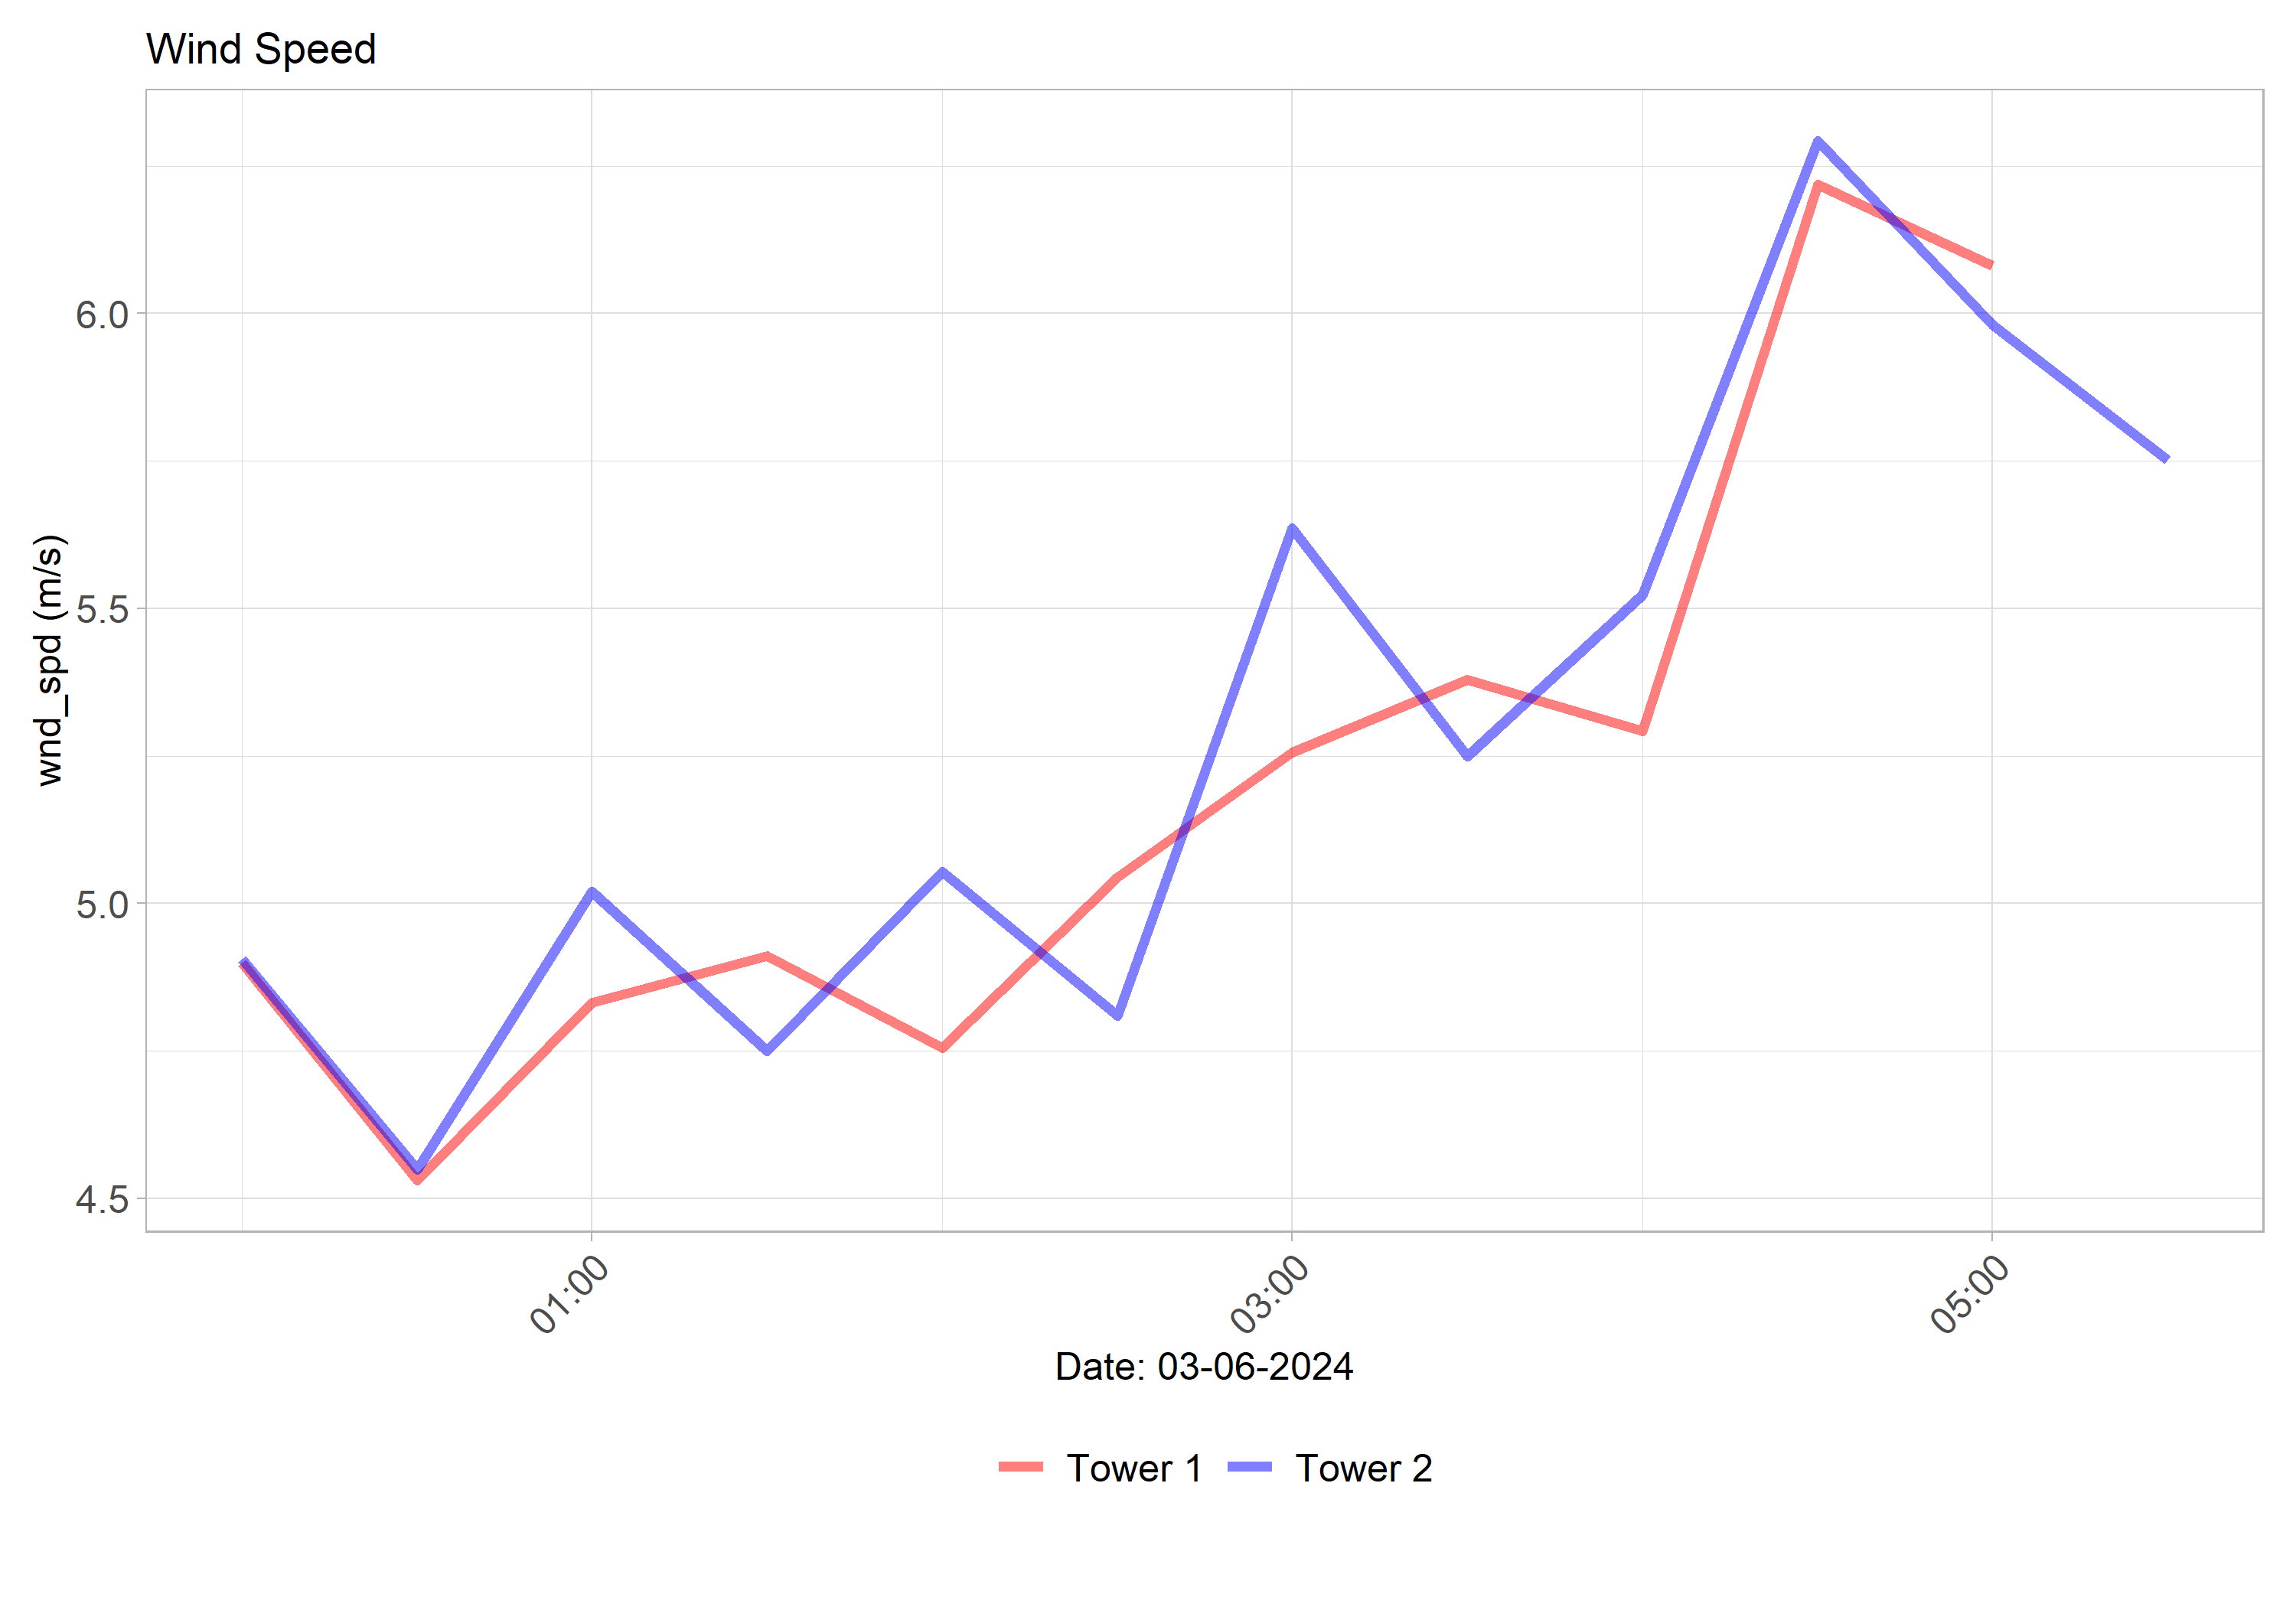 Wind Speed
wnd_spd (m/s)
6.0
5.5
5.0
4.5
01:00
03:00
05:00
Date: 03-06-2024
Tower 1
Tower 2